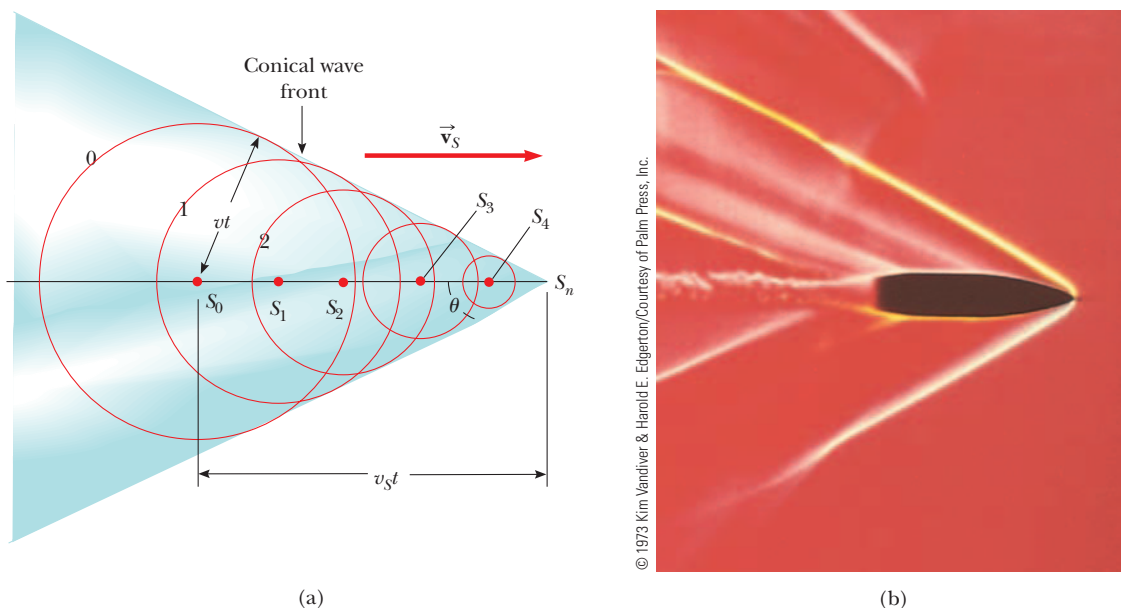 Conical wave
front
v⃗S
0
1
2
vt
S3
S4
S0
S1
S2
θ
Sn
vSt
(a)
© 1973 Kim Vandiver & Harold E. Edgerton/Courtesy of Palm Press, Inc.
(b)